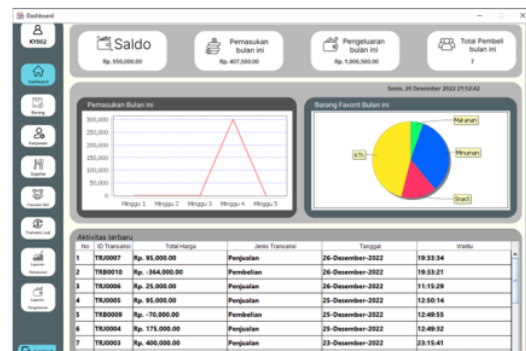 Dashboard
KY002
Dashboard
Barang
Karyawan
Supplier
Transaksi Beli
Transaksi Jual
Laporan
Pemasukan
Laporan
Pengeluaran
Saldo
Rp. 950,000.00
Pemasukan
bulan ini
Rp. 407,500.00
Pengeluaran
bulan ini
Rp. 1,008,500.00
Total Pembeli
bulan ini
7
Senin, 26 Desember 2022 21:52:42
Pemasukan Bulan ini
300,000
250,000
200,000
150,000
100,000
50,000
0
Minggu 1 Minggu 2 Minggu 3 Minggu 4 Minggu 5
Barang Favorit Bulan ini
Makanan
Minuman
Snack
ATK
Aktivitas terbaru
No ID Transaksi Total Harga Jenis Transaksi Tanggal Waktu
1 TRJ0007 Rp. 95,000.00 Penjualan 26-Desember-2022 19:33:34
2 TRB0010 Rp. -364,000.00 Pembelian 26-Desember-2022 19:33:21
3 TRJ0006 Rp. 25,000.00 Penjualan 26-Desember-2022 11:15:29
4 TRJ0005 Rp. 95,000.00 Penjualan 25-Desember-2022 12:50:14
5 TRB0009 Rp. -70,000.00 Pembelian 25-Desember-2022 12:49:55
6 TRJ0004 Rp. 175,000.00 Penjualan 25-Desember-2022 12:49:32
7 TRJ0003 Rp. 400,000.00 Penjualan 23-Desember-2022 23:15:41